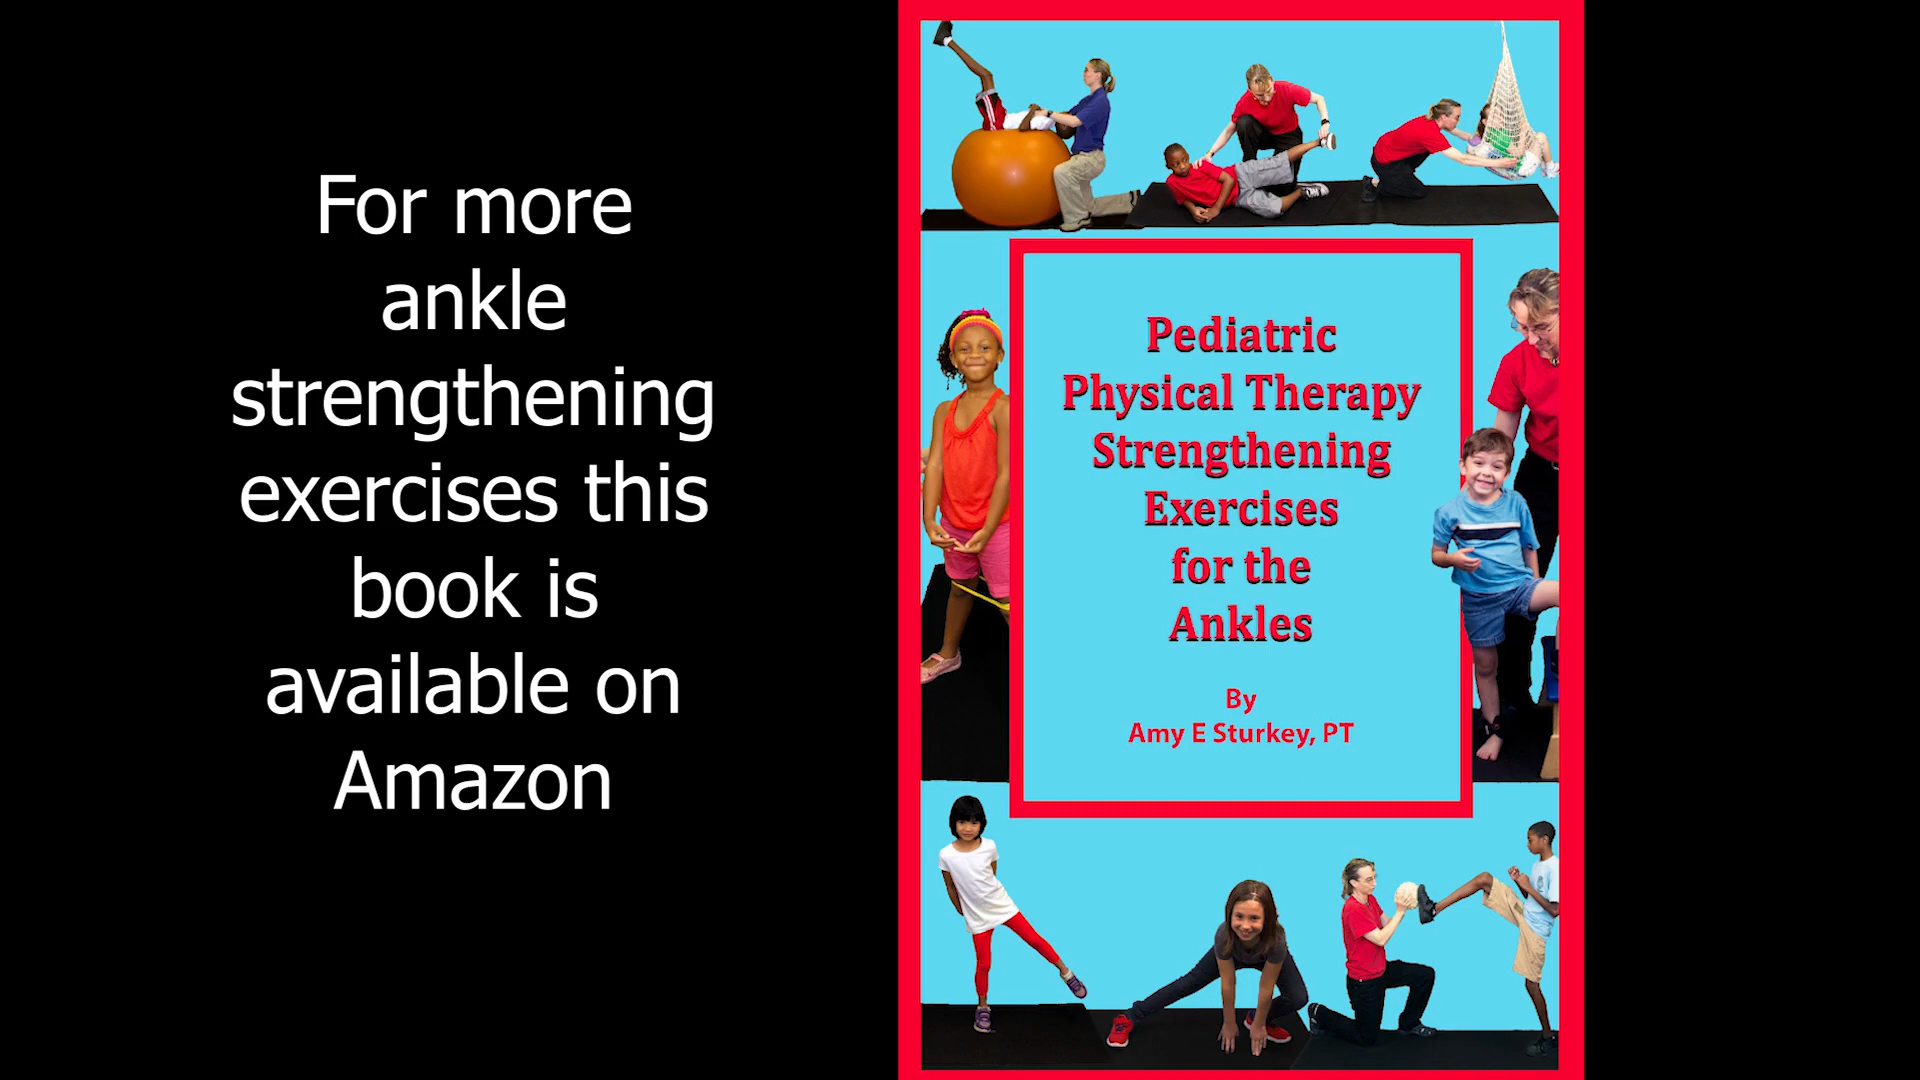 For more
ankle
strengthening
exercises this
book is
available on
Amazon
Pediatric
Physical Therapy
Strengthening
Exercises
for the
Ankles
By
Amy E Sturkey, PT